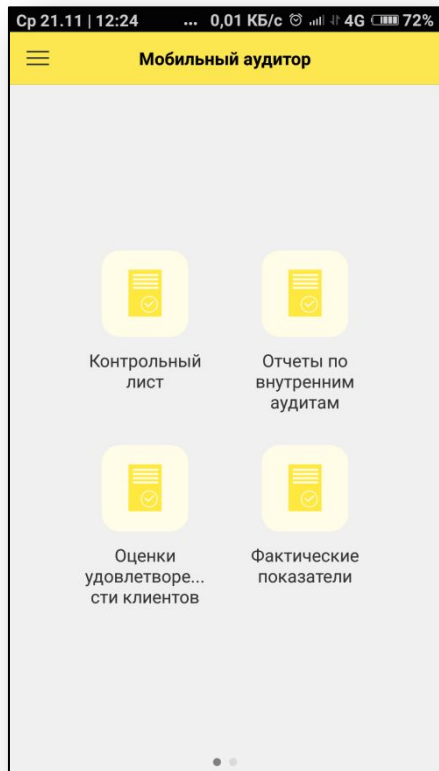 Ср 21.11 | 12:24 ... 0,01 КБ/с 4G 72%
Мобильный аудитор
Контрольный
лист
Отчеты по
внутренним
аудитам
Оценки
удовлетворе...
сти клиентов
Фактические
показатели